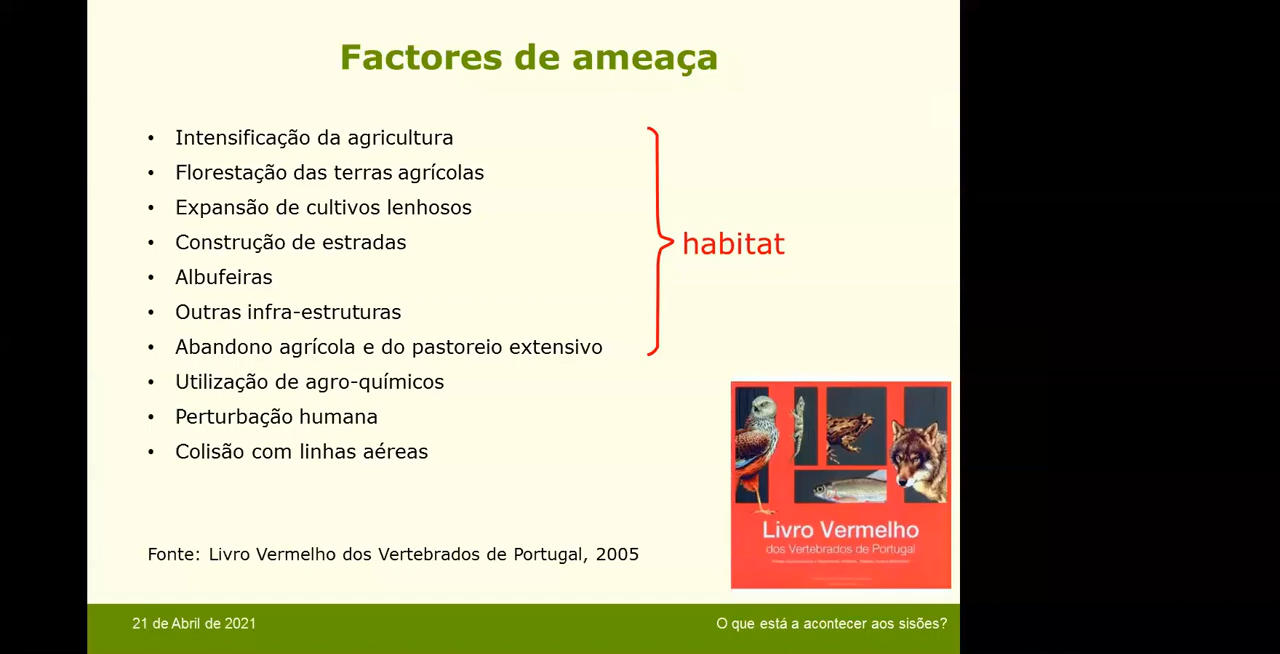 Factores de ameaça
• Intensificação da agricultura
• Florestação das terras agrícolas
• Expansão de cultivos lenhosos
• Construção de estradas
• Albufeiras
• Outras infra-estruturas
• Abandono agrícola e do pastoreio extensivo
• Utilização de agro-químicos
• Perturbação humana
• Colisão com linhas aéreas
habitat
Livro Vermelho
dos Vertebrados de Portugal
Fonte: Livro Vermelho dos Vertebrados de Portugal, 2005
21 de Abril de 2021
O que está a acontecer aos sisões?